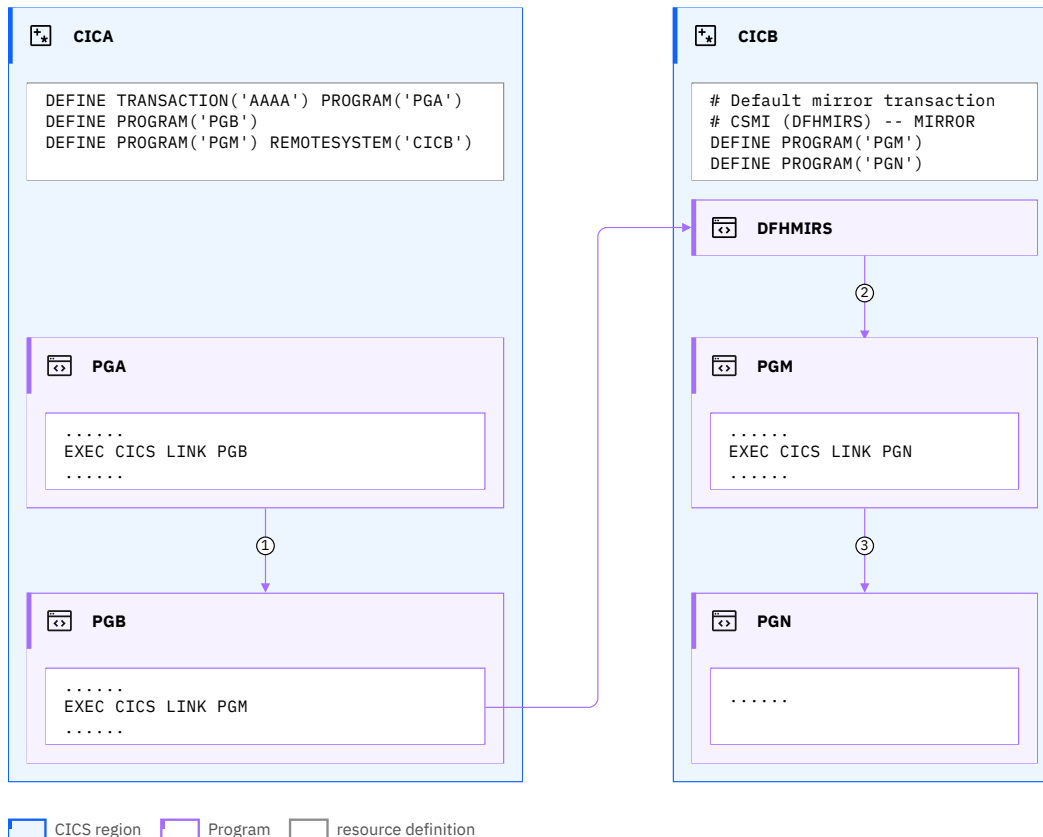 CICA
DEFINE TRANSACTION('AAAA') PROGRAM('PGA')
DEFINE PROGRAM('PGB')
DEFINE PROGRAM('PGM') REMOTESYSTEM('CICB')
PGA
......
EXEC CICS LINK PGB
......
1
PGB
......
EXEC CICS LINK PGM
......
CICB
# Default mirror transaction
# CSMI (DFHMIRS) -- MIRROR
DEFINE PROGRAM('PGM')
DEFINE PROGRAM('PGN')
DFHMIRS
2
PGM
......
EXEC CICS LINK PGN
......
3
PGN
......
CICS region
Program
resource definition